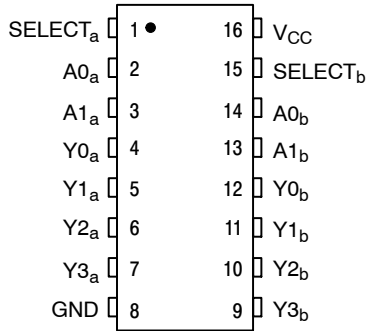 SELECTa 1 16 VCC
A0a 2 15 SELECTb
A1a 3 14 A0b
Y0a 4 13 A1b
Y1a 5 12 Y0b
Y2a 6 11 Y1b
Y3a 7 10 Y2b
GND 8 9 Y3b